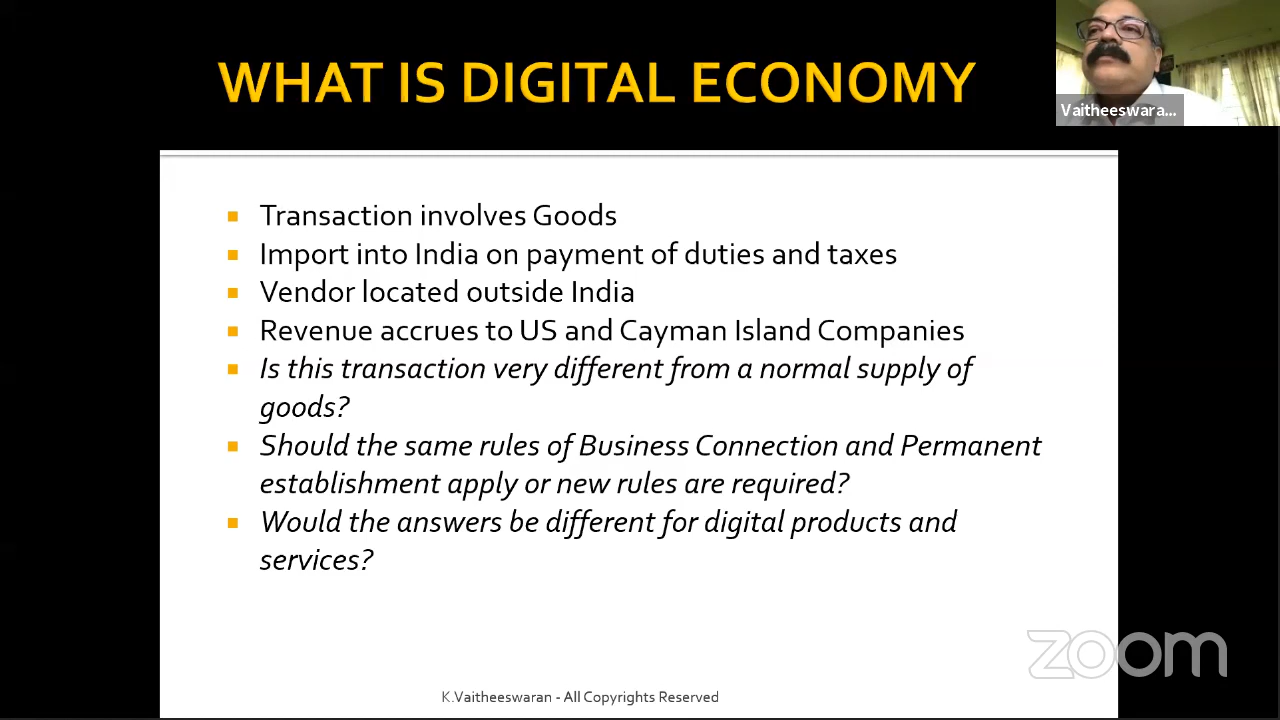 WHAT IS DIGITAL ECONOMY
Vaitheeswara...
Transaction involves Goods
Import into India on payment of duties and taxes
Vendor located outside India
Revenue accrues to US and Cayman Island Companies
Is this transaction very different from a normal supply of
goods?
Should the same rules of Business Connection and Permanent
establishment apply or new rules are required?
Would the answers be different for digital products and
services?
zoom
K.Vaitheeswaran - All Copyrights Reserved